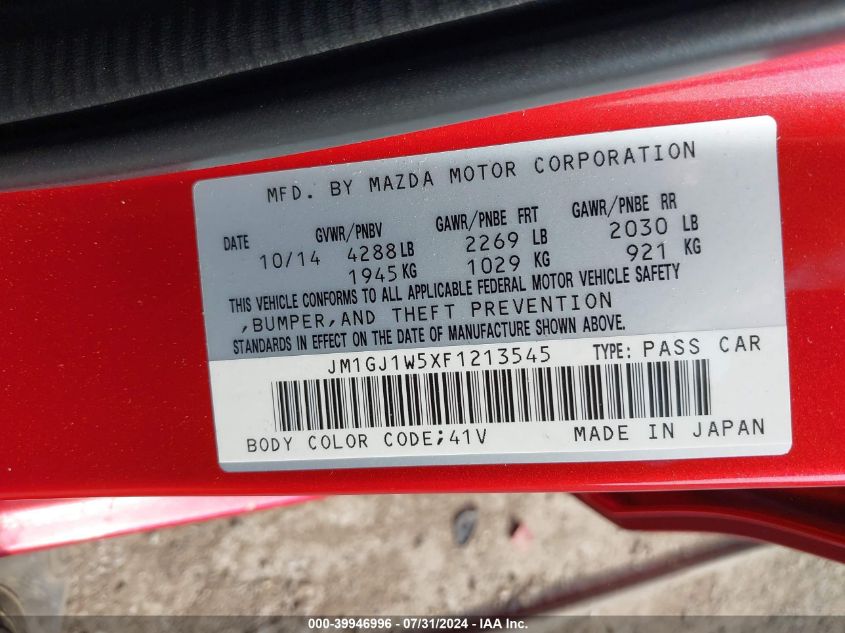 MFD. BY MAZDA MOTOR CORPORATION
DATE GVWR/PNBV GAWR/PNBE FRT GAWR/PNBE RR
10/14 4288LB 2269 LB 2030 LB
1945KG 1029 KG 921 KG
THIS VEHICLE CONFORMS TO ALL APPLICABLE FEDERAL MOTOR VEHICLE SAFETY
,BUMPER,AND THEFT PREVENTION
STANDARDS IN EFFECT ON THE DATE OF MANUFACTURE SHOWN ABOVE.
JM1GJ1W5XF1213545 TYPE: PASS CAR
BODY COLOR CODE;41V MADE IN JAPAN
000-39946996 - 07/31/2024 - IAA Inc.